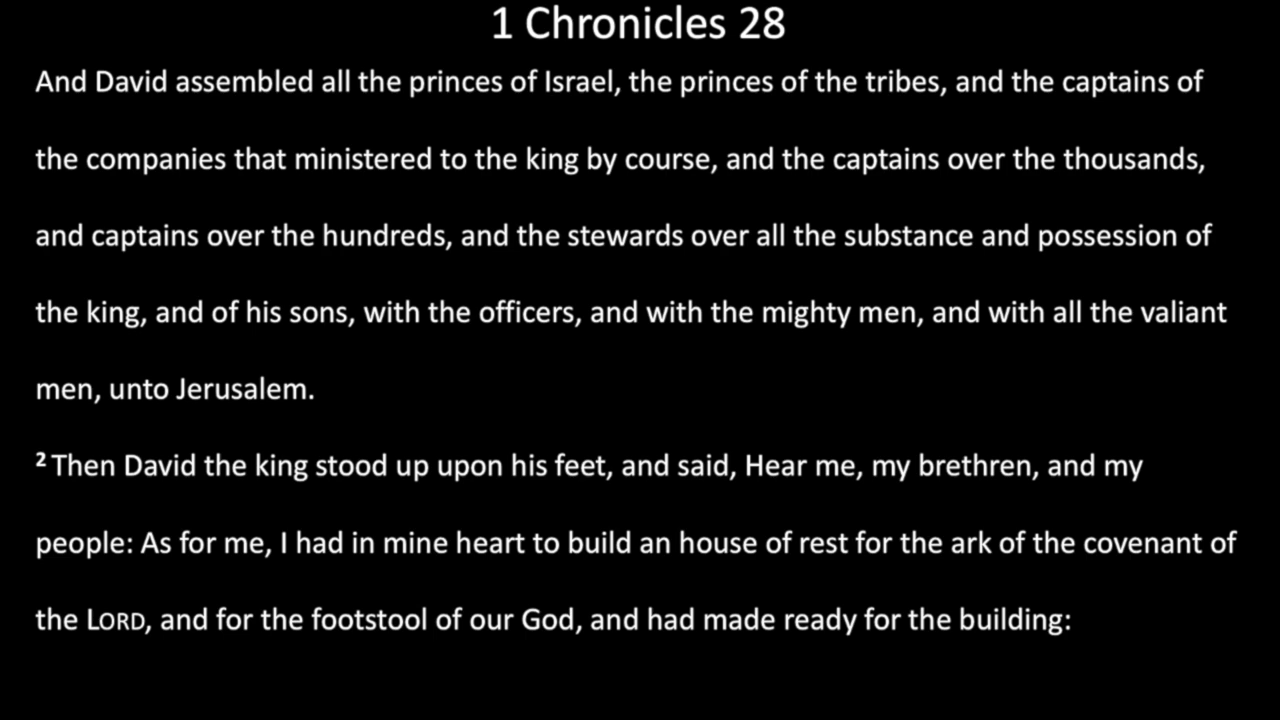 1 Chronicles 28
And David assembled all the princes of Israel, the princes of the tribes, and the captains of
the companies that ministered to the king by course, and the captains over the thousands,
and captains over the hundreds, and the stewards over all the substance and possession of
the king, and of his sons, with the officers, and with the mighty men, and with all the valiant
men, unto Jerusalem.
2 Then David the king stood up upon his feet, and said, Hear me, my brethren, and my
people: As for me, I had in mine heart to build an house of rest for the ark of the covenant of
the LORD, and for the footstool of our God, and had made ready for the building: